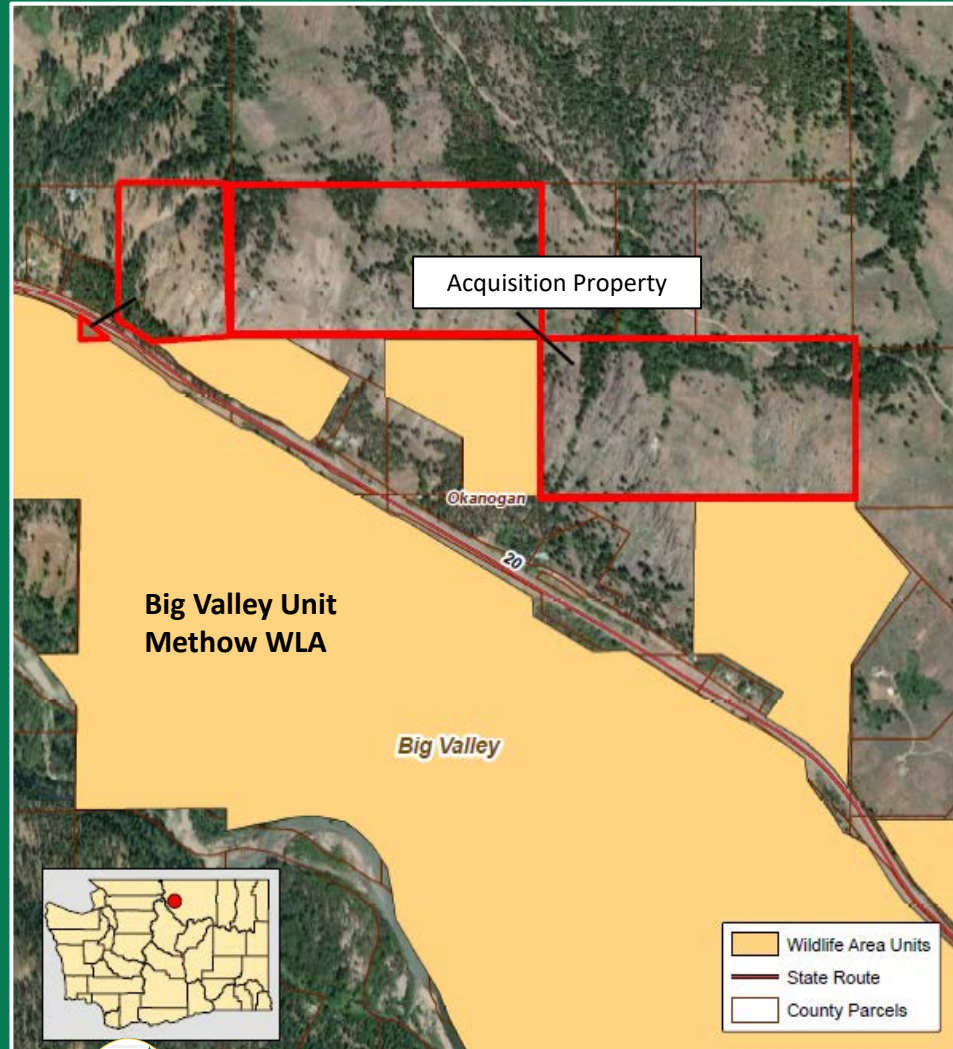 Acquisition Property
Okanogan
20
Big Valley Unit
Methow WLA
Big Valley
Wildlife Area Units
State Route
County Parcels